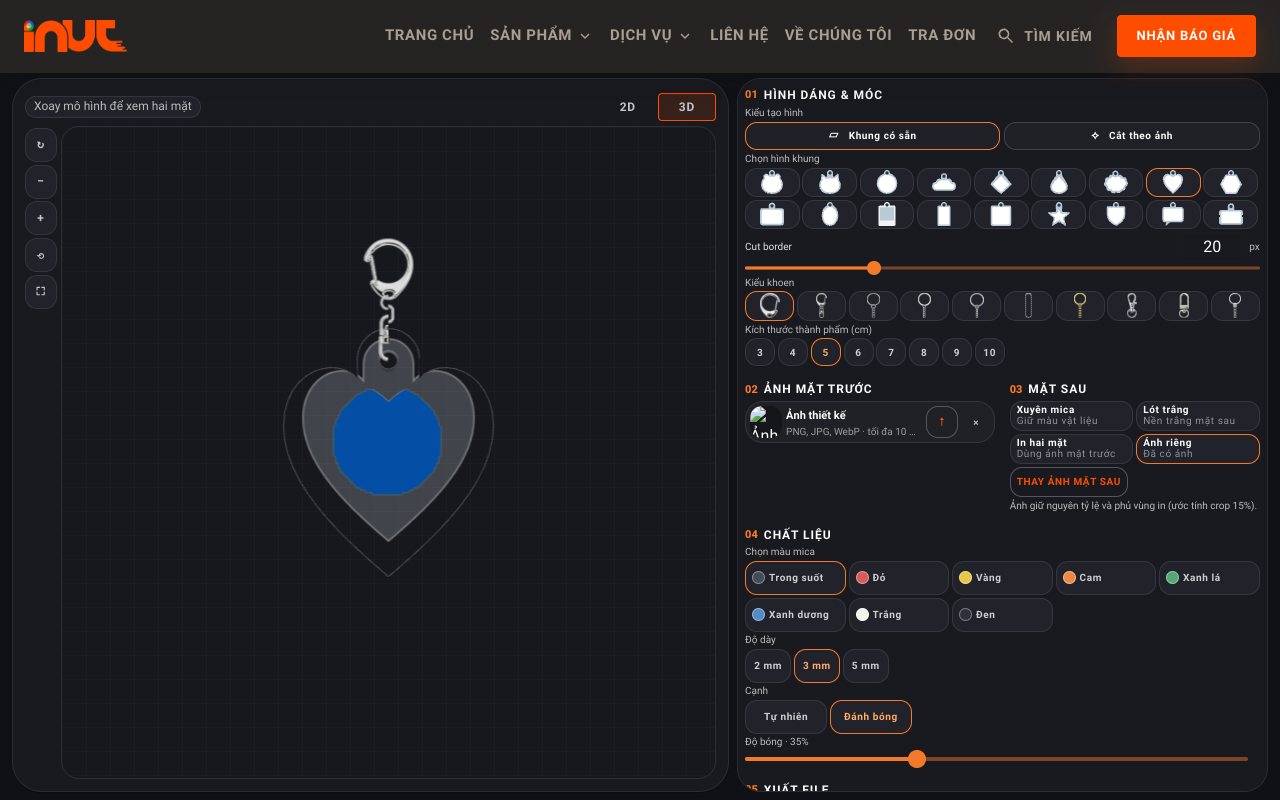 inut
TRANG CHỦ
SẢN PHẨM
DỊCH VỤ
LIÊN HỆ
VỀ CHÚNG TÔI
TRA ĐƠN
TÌM KIẾM
NHẬN BÁO GIÁ
Xoay mô hình để xem hai mặt
2D
3D
01 HÌNH DÁNG & MÓC
Kiểu tạo hình
Khung có sẵn
Cắt theo ảnh
Chọn hình khung
Cut border
20 px
Kiểu khoen
Kích thước thành phẩm (cm)
3 4 5 6 7 8 9 10
02 ẢNH MẶT TRƯỚC
Ảnh thiết kế
PNG, JPG, WebP · tối đa 10 ...
03 MẶT SAU
Xuyên mica
Giữ màu vật liệu
Lót trắng
Nền trắng mặt sau
In hai mặt
Dùng ảnh mặt trước
Ảnh riêng
Đã có ảnh
THAY ẢNH MẶT SAU
Ảnh giữ nguyên tỷ lệ và phủ vùng in (ước tính crop 15%).
04 CHẤT LIỆU
Chọn màu mica
Trong suốt
Đỏ
Vàng
Cam
Xanh lá
Xanh dương
Trắng
Đen
Độ dày
2 mm
3 mm
5 mm
Cạnh
Tự nhiên
Đánh bóng
Độ bóng · 35%
05 XUẤT FILE